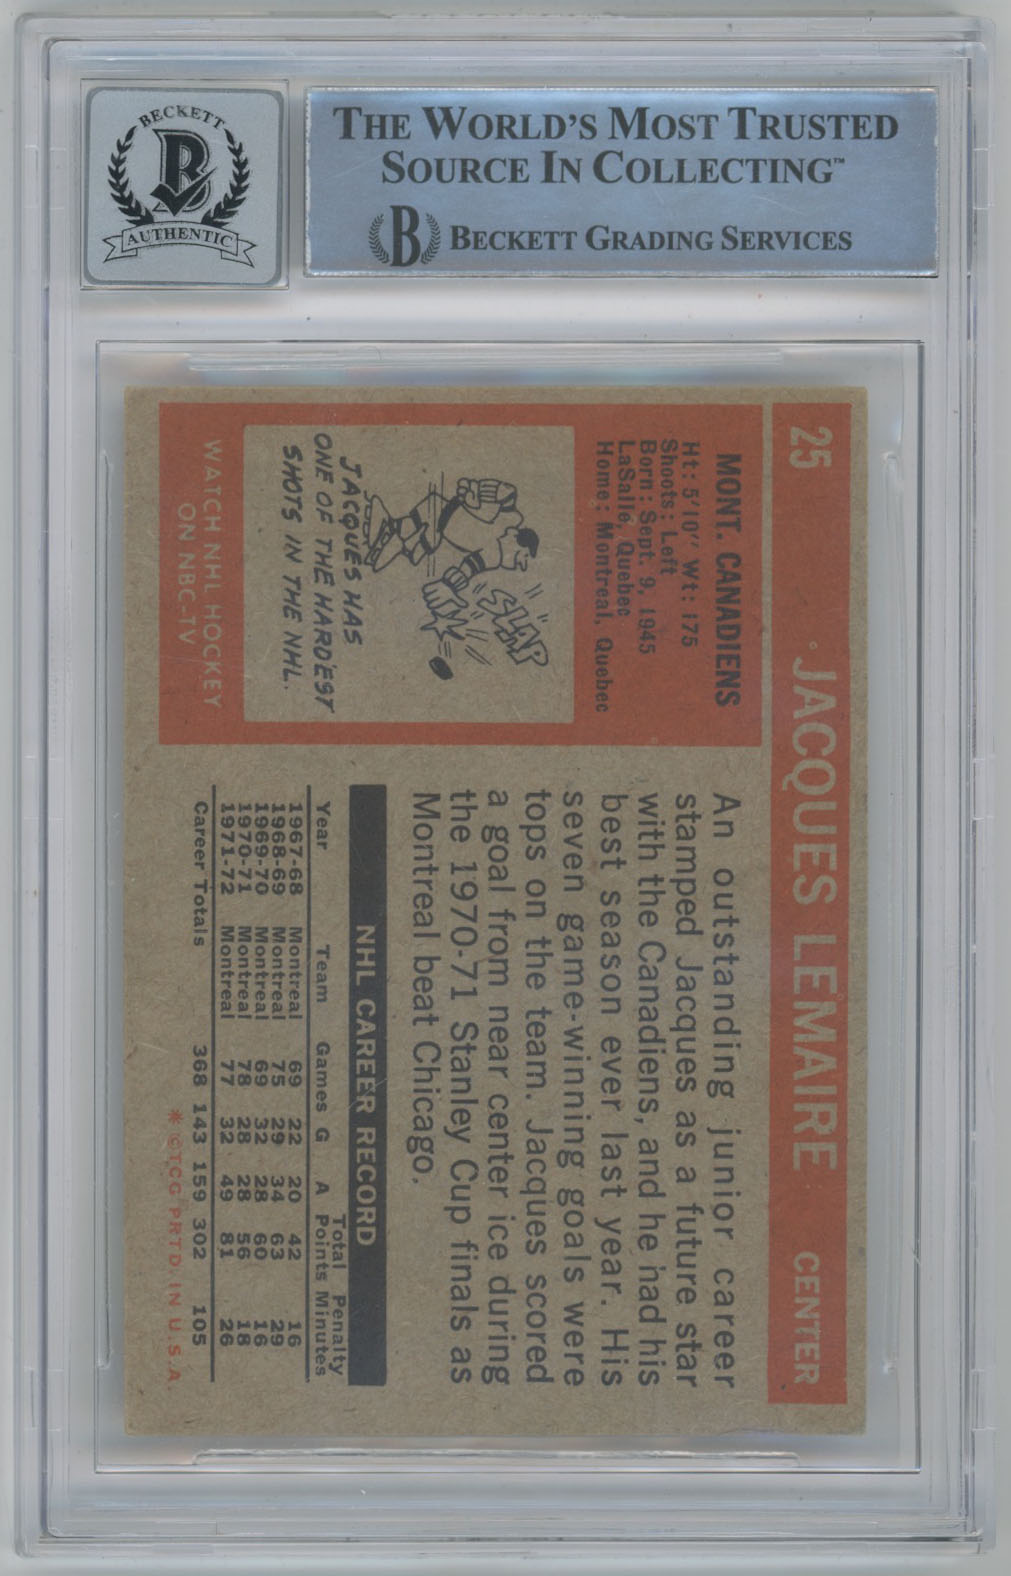 BECKETT
B
AUTHENTIC
THE WORLD'S MOST TRUSTED
SOURCE IN COLLECTING™
B BECKETT GRADING SERVICES
25 JACQUES LEMAIRE CENTER
MONT. CANADIENS
Ht: 5'10" Wt: 175
Shoots: Left
Born: Sept. 9, 1945
LaSalle, Quebec
Home: Montreal, Quebec
SLAP
JACQUES HAS
ONE OF THE HARD'EST
SHOTS IN THE NHL.
WATCH NHL HOCKEY
ON NBC-TV
An outstanding junior career
stamped Jacques as a future star
with the Canadiens, and he had his
best season ever last year. His
seven game-winning goals were
tops on the team. Jacques scored
a goal from near center ice during
the 1970-71 Stanley Cup finals as
Montreal beat Chicago.
NHL CAREER RECORD
Total Penalty
Year Team Games G A Points Minutes
1967-68 Montreal 69 22 20 42 16
1968-69 Montreal 75 29 34 63 29
1969-70 Montreal 69 32 28 60 16
1970-71 Montreal 78 28 28 56 18
1971-72 Montreal 77 32 49 81 26
Career Totals 368 143 159 302 105
* © T.C.G. PRTD. IN U.S.A.